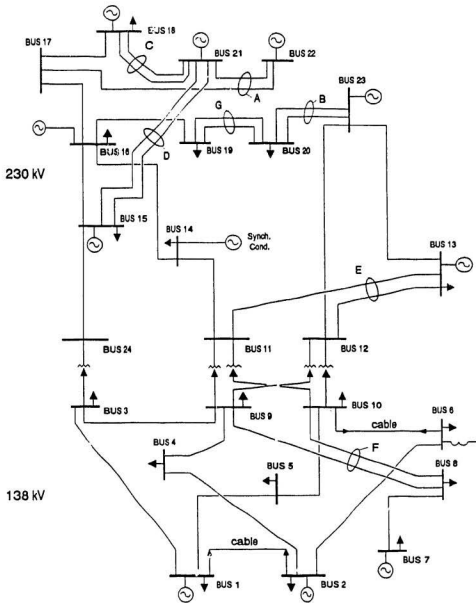 BUS 18
BUS 17
C
BUS 21
BUS 22
A
BUS 23
B
G
D
BUS 16
BUS 19
BUS 20
230 kV
BUS 15
BUS 14
Synch.
Cond.
BUS 13
E
BUS 24
BUS 11
BUS 12
BUS 3
BUS 9
BUS 10
BUS 6
cable
BUS 4
F
BUS 5
BUS 8
138 kV
BUS 7
cable
BUS 1
BUS 2